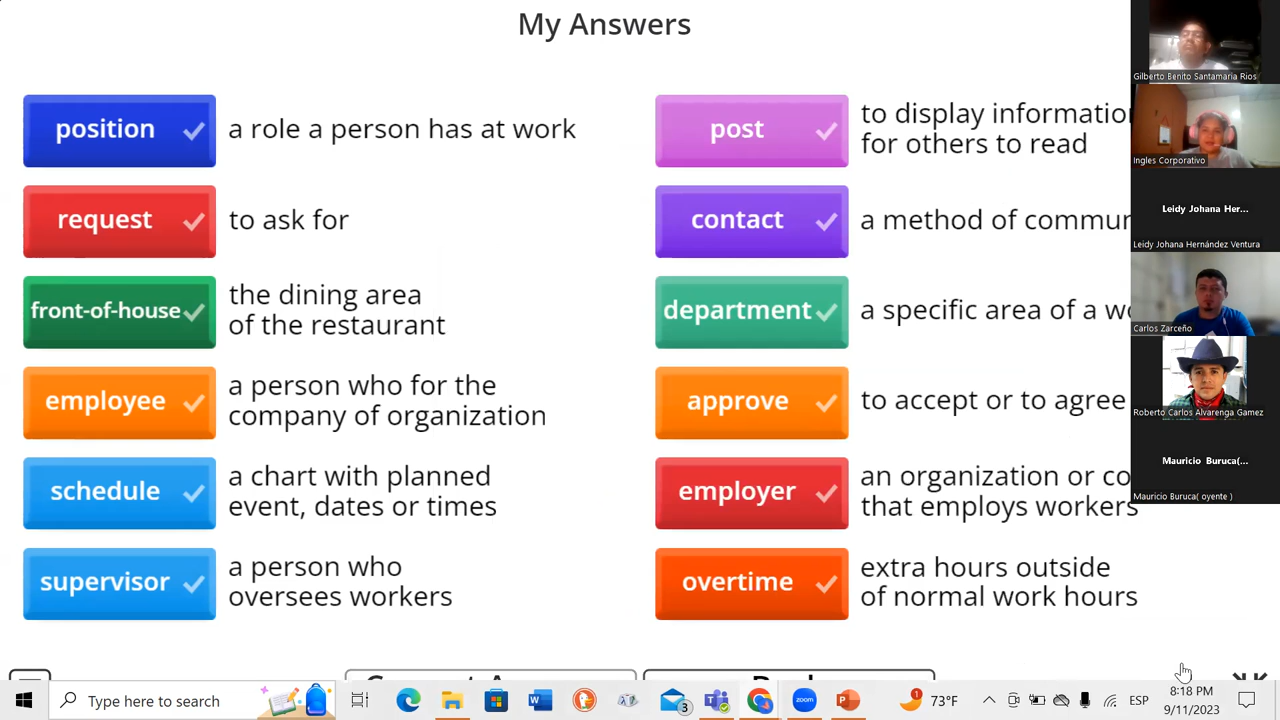 My Answers
position
a role a person has at work
request
to ask for
front-of-house
the dining area
of the restaurant
employee
a person who for the
company of organization
schedule
a chart with planned
event, dates or times
supervisor
a person who
oversees workers
post
to display information
for others to read
contact
a method of commun
department
a specific area of a wo
approve
to accept or to agree
employer
an organization or co
that employs workers
overtime
extra hours outside
of normal work hours
Gilberto Benito Santamaria Rios
Ingles Corporativo
Leidy Johana Her...
Leidy Johana Hernández Ventura
Carlos Zarceño
Roberto Carlos Alvarenga Gamez
Mauricio Buruca(...
Mauricio Buruca( oyente )
Type here to search
3
zoom
1
73°F
ESP
8:18 PM
9/11/2023